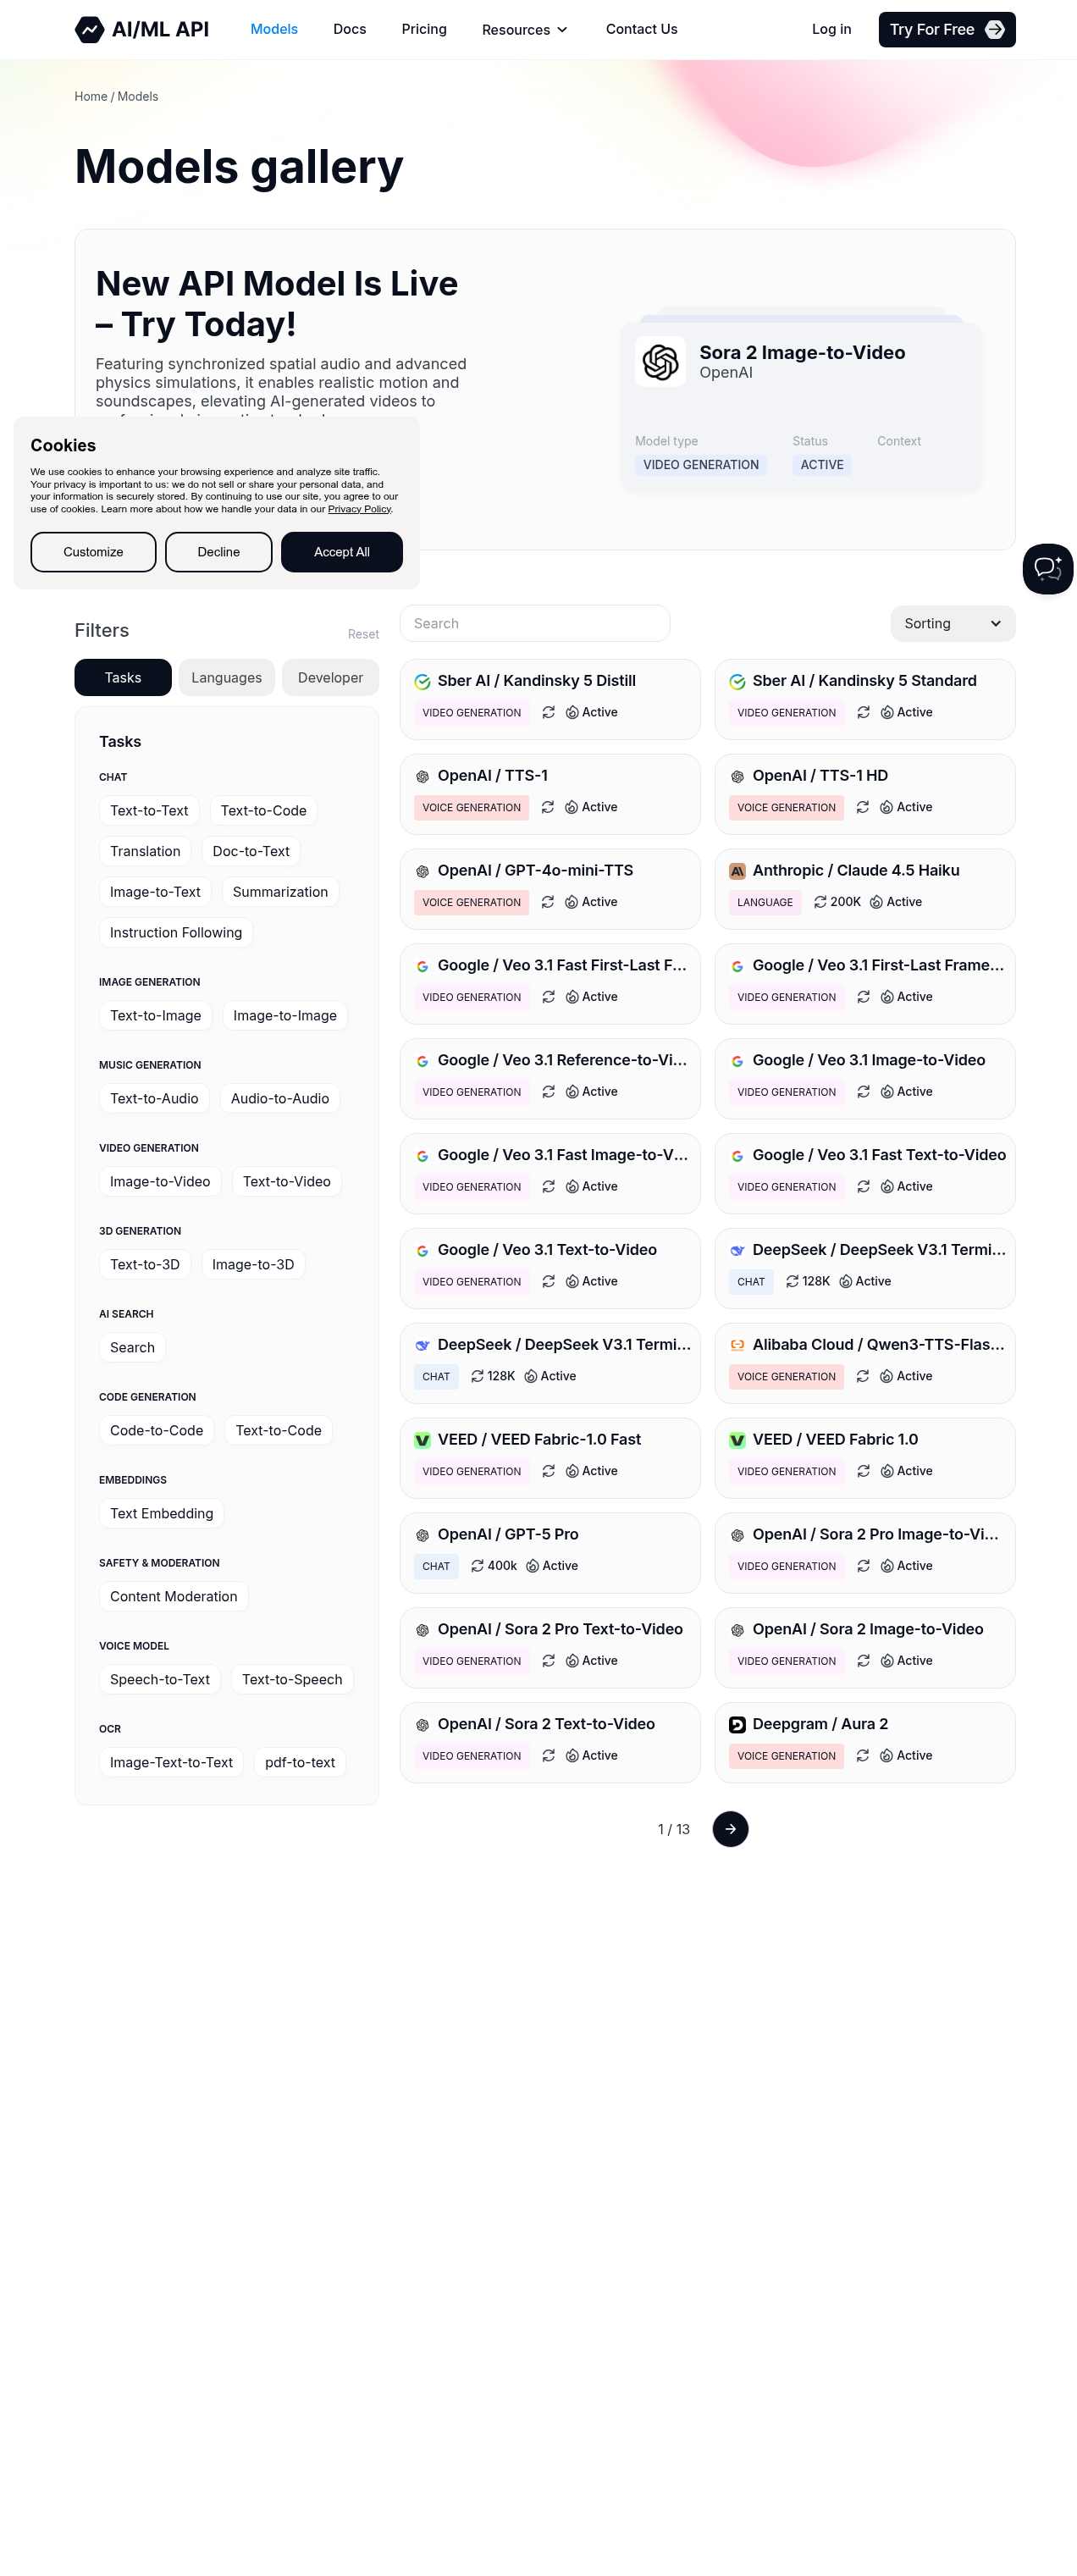 AI/ML API
Models
Docs
Pricing
Resources
Contact Us
Log in
Try For Free
Home / Models
Models gallery
New API Model Is Live
– Try Today!
Featuring synchronized spatial audio and advanced
physics simulations, it enables realistic motion and
soundscapes, elevating AI-generated videos to
Sora 2 Image-to-Video
OpenAI
Model type
Status
Context
VIDEO GENERATION
ACTIVE
Cookies
We use cookies to enhance your browsing experience and analyze site traffic.
Your privacy is important to us: we do not sell or share your personal data, and
your information is securely stored. By continuing to use our site, you agree to our
use of cookies. Learn more about how we handle your data in our Privacy Policy.
Customize
Decline
Accept All
Filters
Reset
Tasks
Languages
Developer
Tasks
CHAT
Text-to-Text
Text-to-Code
Translation
Doc-to-Text
Image-to-Text
Summarization
Instruction Following
IMAGE GENERATION
Text-to-Image
Image-to-Image
MUSIC GENERATION
Text-to-Audio
Audio-to-Audio
VIDEO GENERATION
Image-to-Video
Text-to-Video
3D GENERATION
Text-to-3D
Image-to-3D
AI SEARCH
Search
CODE GENERATION
Code-to-Code
Text-to-Code
EMBEDDINGS
Text Embedding
SAFETY & MODERATION
Content Moderation
VOICE MODEL
Speech-to-Text
Text-to-Speech
OCR
Image-Text-to-Text
pdf-to-text
Search
Sorting
Sber AI / Kandinsky 5 Distill
VIDEO GENERATION
Active
Sber AI / Kandinsky 5 Standard
VIDEO GENERATION
Active
OpenAI / TTS-1
VOICE GENERATION
Active
OpenAI / TTS-1 HD
VOICE GENERATION
Active
OpenAI / GPT-4o-mini-TTS
VOICE GENERATION
Active
Anthropic / Claude 4.5 Haiku
LANGUAGE
200K
Active
Google / Veo 3.1 Fast First-Last F...
VIDEO GENERATION
Active
Google / Veo 3.1 First-Last Frame...
VIDEO GENERATION
Active
Google / Veo 3.1 Reference-to-Vi...
VIDEO GENERATION
Active
Google / Veo 3.1 Image-to-Video
VIDEO GENERATION
Active
Google / Veo 3.1 Fast Image-to-V...
VIDEO GENERATION
Active
Google / Veo 3.1 Fast Text-to-Video
VIDEO GENERATION
Active
Google / Veo 3.1 Text-to-Video
VIDEO GENERATION
Active
DeepSeek / DeepSeek V3.1 Termi...
CHAT
128K
Active
DeepSeek / DeepSeek V3.1 Termi...
CHAT
128K
Active
Alibaba Cloud / Qwen3-TTS-Flas...
VOICE GENERATION
Active
VEED / VEED Fabric-1.0 Fast
VIDEO GENERATION
Active
VEED / VEED Fabric 1.0
VIDEO GENERATION
Active
OpenAI / GPT-5 Pro
CHAT
400k
Active
OpenAI / Sora 2 Pro Image-to-Vi...
VIDEO GENERATION
Active
OpenAI / Sora 2 Pro Text-to-Video
VIDEO GENERATION
Active
OpenAI / Sora 2 Image-to-Video
VIDEO GENERATION
Active
OpenAI / Sora 2 Text-to-Video
VIDEO GENERATION
Active
Deepgram / Aura 2
VOICE GENERATION
Active
1 / 13